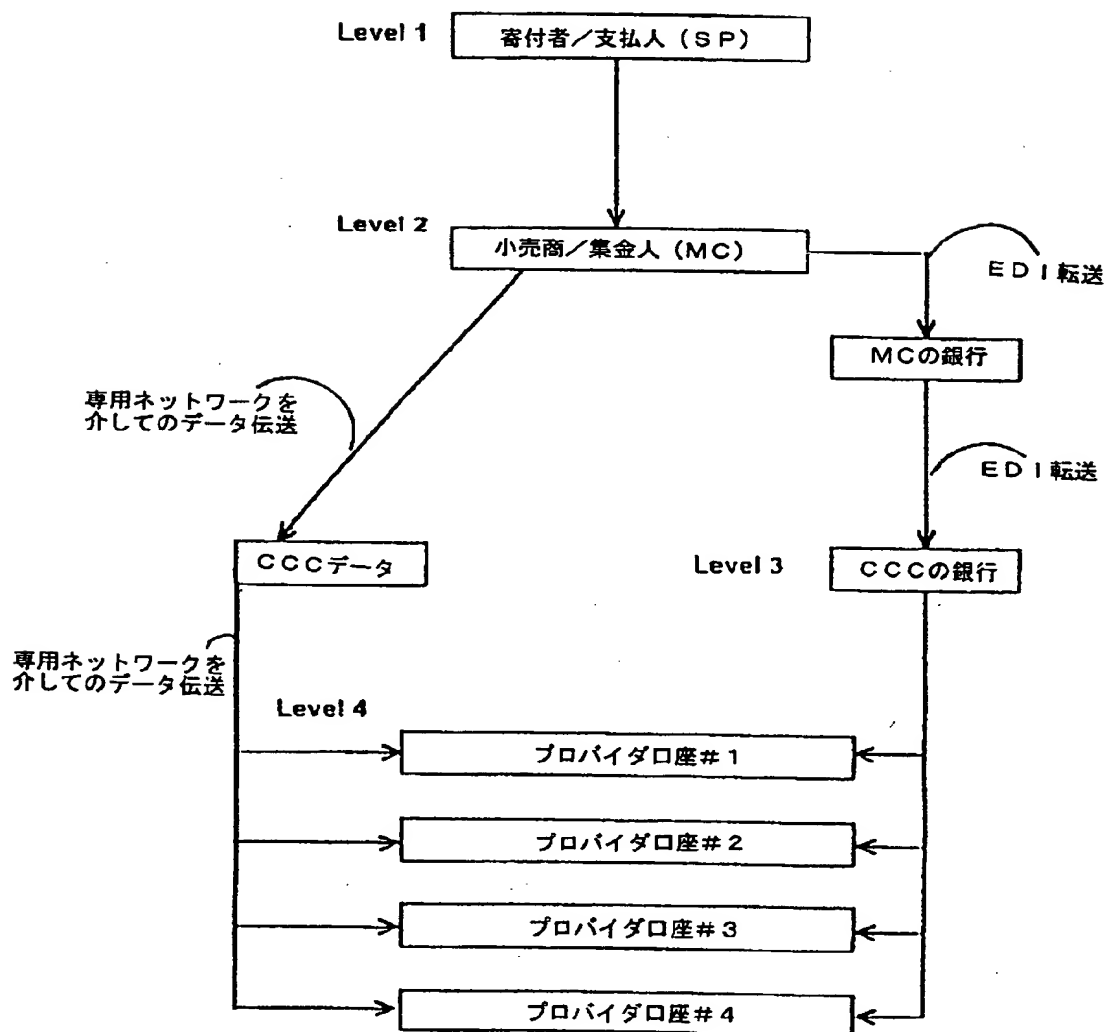 Level 1
寄付者／支払人（ＳＰ）
Level 2
小売商／集金人（ＭＣ）
ＥＤＩ転送
ＭＣの銀行
専用ネットワークを
介してのデータ伝送
ＥＤＩ転送
ＣＣＣデータ
Level 3
ＣＣＣの銀行
専用ネットワークを
介してのデータ伝送
Level 4
プロバイダ口座＃１
プロバイダ口座＃２
プロバイダ口座＃３
プロバイダ口座＃４